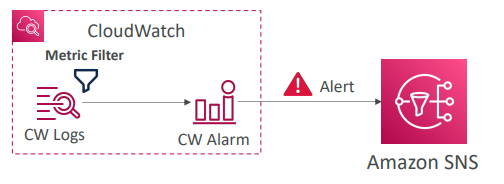 CloudWatch
Metric Filter
CW Logs
CW Alarm
Alert
Amazon SNS